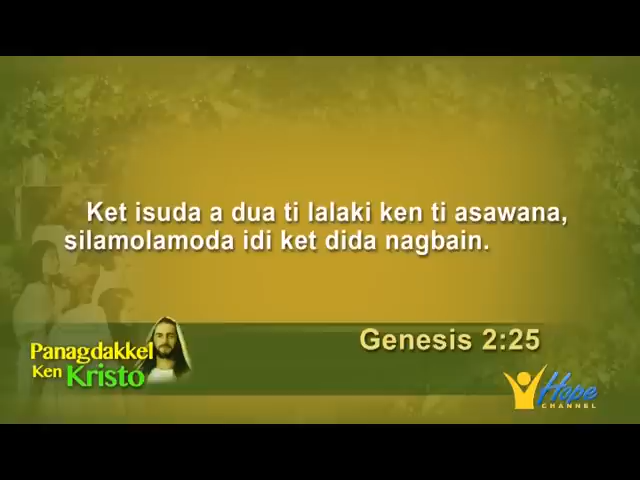 Ket isuda a dua ti lalaki ken ti asawana,
silamolamoda idi ket dida nagbain.
Genesis 2:25
Panagdakkel
Ken Kristo
Hope
CHANNEL